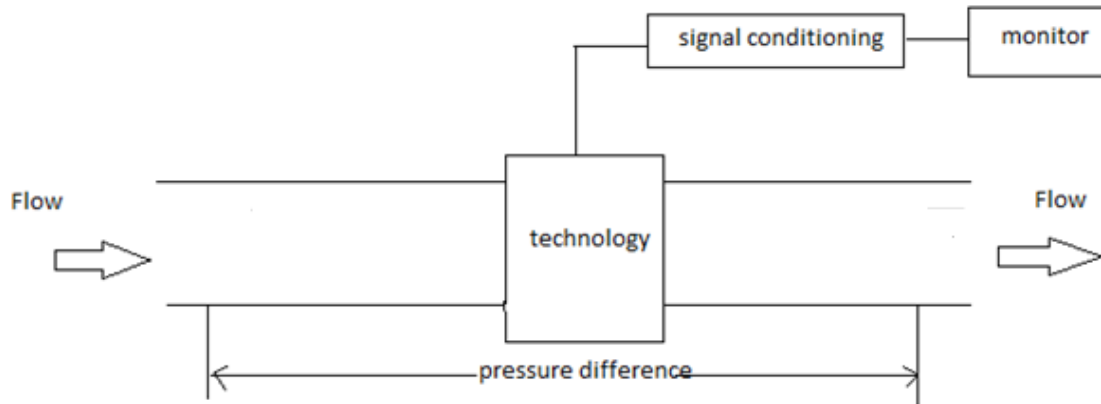 signal conditioning
monitor
Flow
technology
Flow
pressure difference